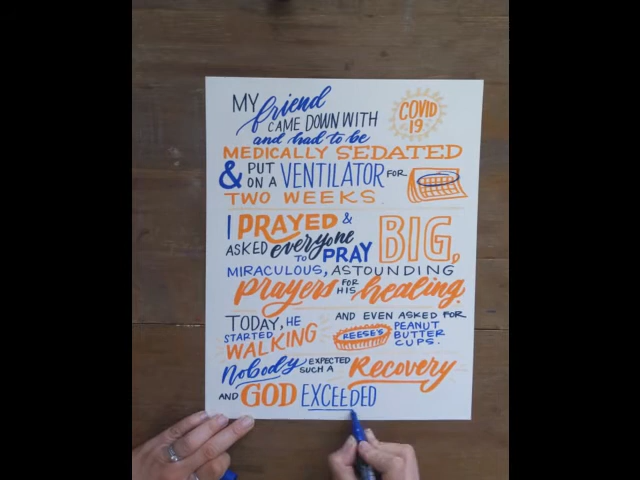 MY friend COVID 19
CAME DOWN WITH
and had to be
MEDICALLY SEDATED
& PUT ON A VENTILATOR FOR
TWO WEEKS
I PRAYED &
ASKED everyone TO PRAY BIG,
MIRACULOUS, ASTOUNDING
prayers FOR HIS healing.
TODAY, HE STARTED WALKING
AND EVEN ASKED FOR
REESE'S PEANUT BUTTER CUPS.
Nobody EXPECTED SUCH A Recovery
AND GOD EXCEEDED